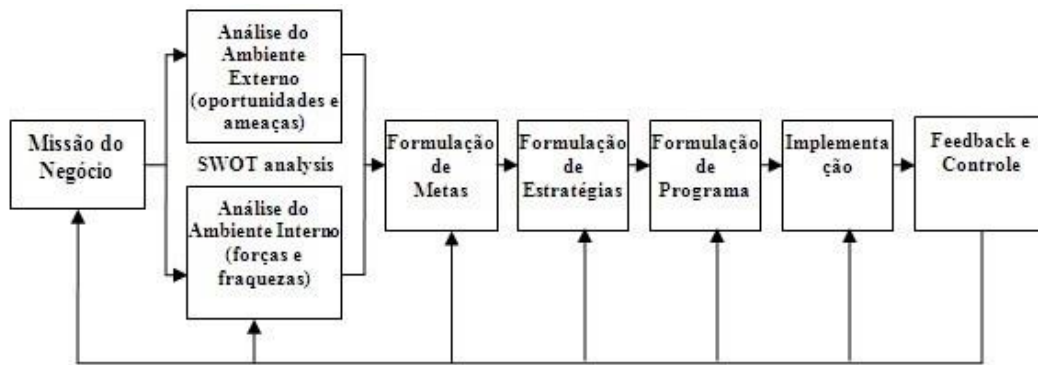 Missão do
Negócio
Análise do
Ambiente
Externo
(oportunidades e
ameaças)
SWOT analysis
Análise do
Ambiente Interno
(forças e
fraquezas)
Formulação
de
Metas
Formulação
de
Estratégias
Formulação
de
Programa
Implementa
ção
Feedback e
Controle